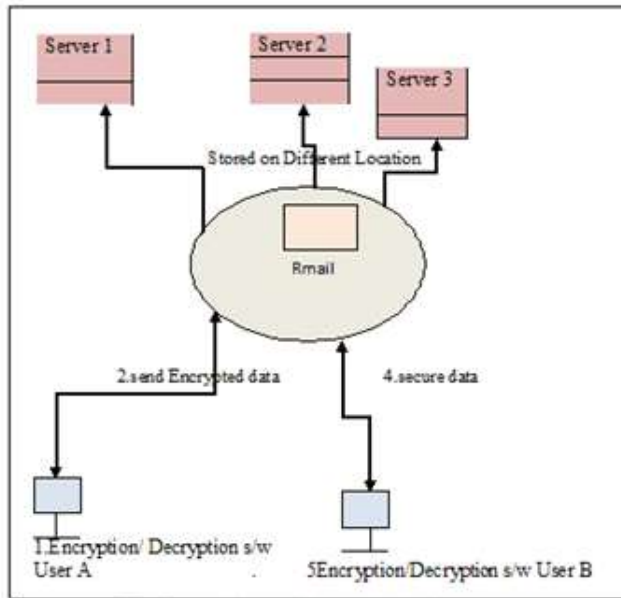 Server 1
Server 2
Server 3
Stored on Different Location
Rmail
2.send Encrypted data
4.secure data
1.Encryption/ Decryption s/w
User A
5Encryption/Decryption s/w User B